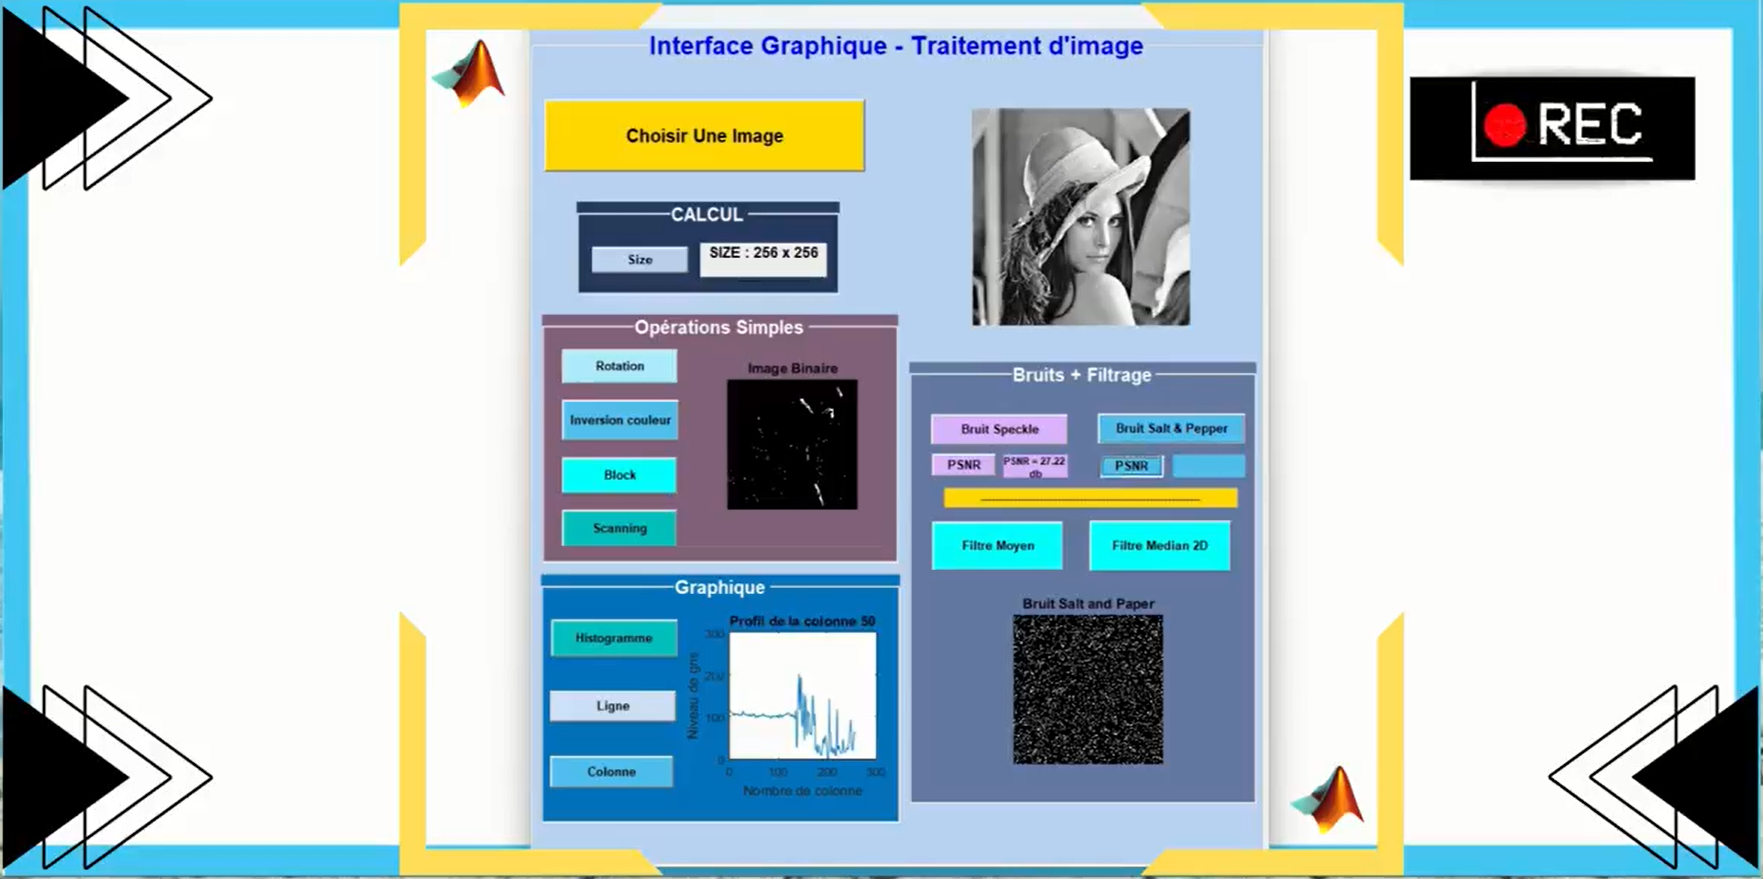 Interface Graphique - Traitement d'image
REC
Choisir Une Image
CALCUL
Size
SIZE : 256 x 256
Opérations Simples
Rotation
Inversion couleur
Block
Scanning
Image Binaire
Bruits + Filtrage
Bruit Speckle
Bruit Salt & Pepper
PSNR
PSNR = 27.22
db
PSNR
Filtre Moyen
Filtre Median 2D
Bruit Salt and Paper
Graphique
Histogramme
Ligne
Colonne
Profil de la colonne 50
Niveau de gris
300
200
100
0
0 100 200 300
Nombre de colonne